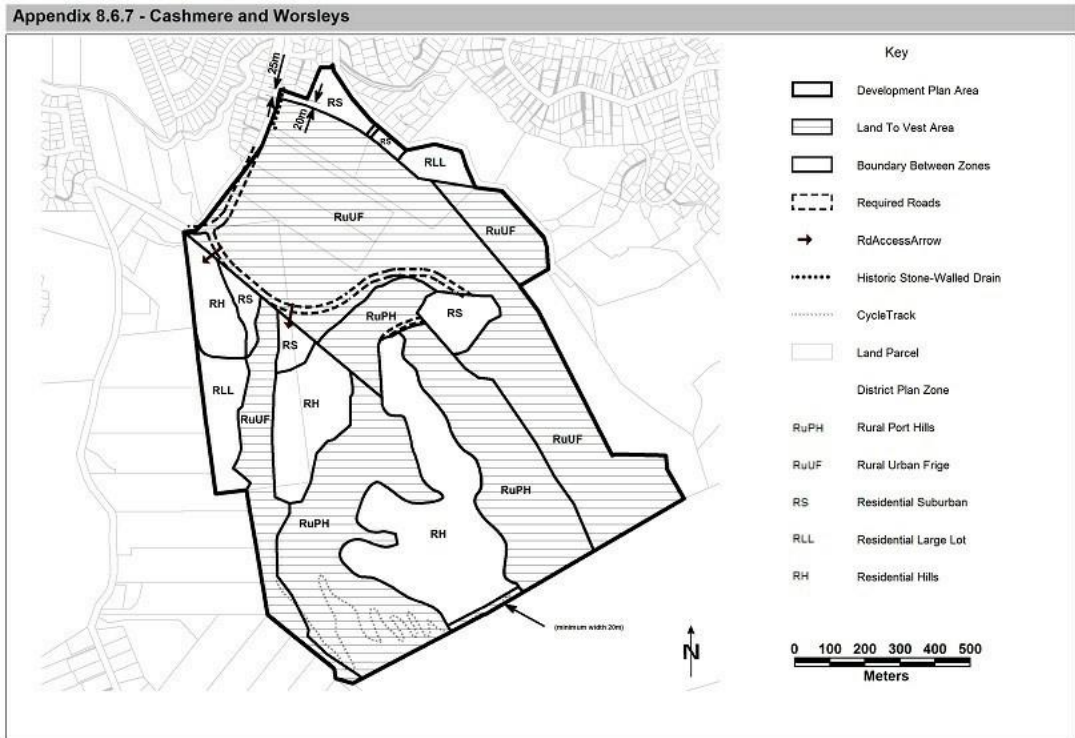 Appendix 8.6.7 - Cashmere and Worsleys
25m
20m
RS
RS
RLL
RuUF
RuUF
RH
RS
RuPH
RS
RS
RLL
RH
RuUF
RuUF
RuPH
RuPH
RH
(minimum width 20m)
N
Key
Development Plan Area
Land To Vest Area
Boundary Between Zones
Required Roads
RdAccessArrow
Historic Stone-Walled Drain
CycleTrack
Land Parcel
District Plan Zone
RuPH Rural Port Hills
RuUF Rural Urban Frige
RS Residential Suburban
RLL Residential Large Lot
RH Residential Hills
0 100 200 300 400 500
Meters